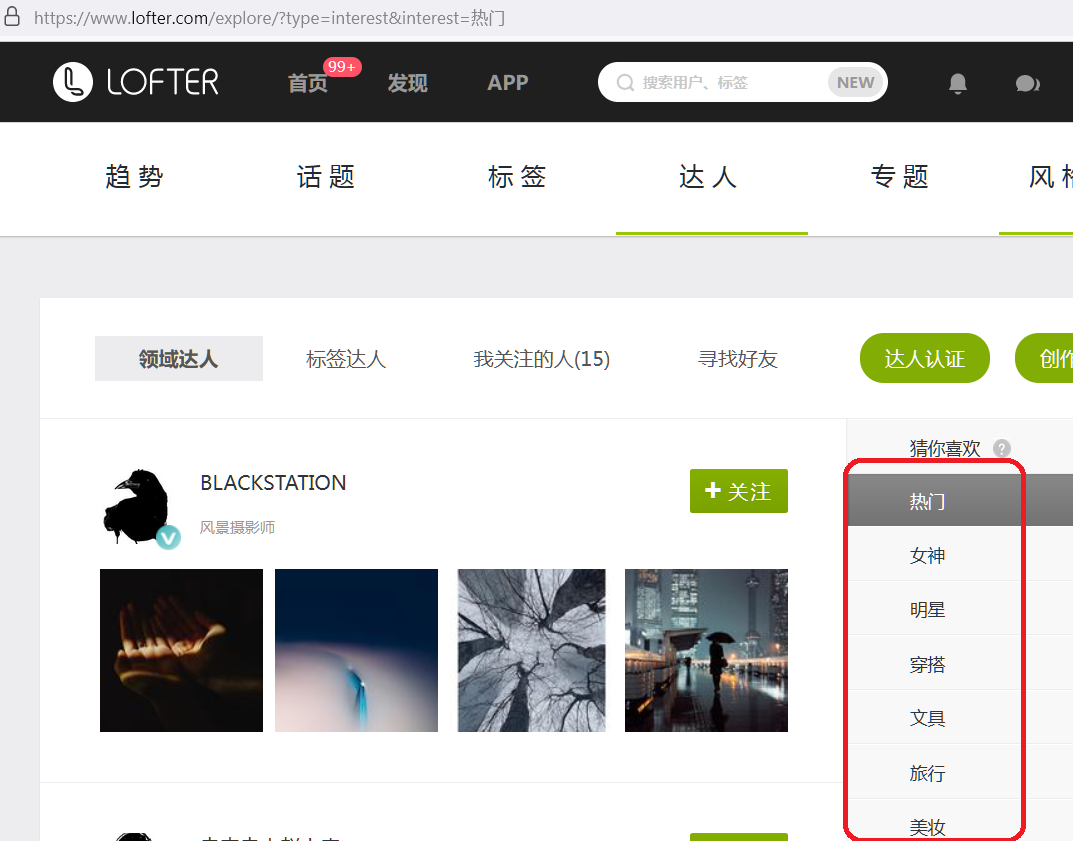 https://www.lofter.com/explore/?type=interest&interest=热门
LOFTER 首页 99+ 发现 APP 搜索用户、标签 NEW
趋势 话题 标签 达人 专题 风格
领域达人 标签达人 我关注的人(15) 寻找好友 达人认证 创作
猜你喜欢 ?
BLACKSTATION
+ 关注
风景摄影师
V
热门
女神
明星
穿搭
文具
旅行
美妆